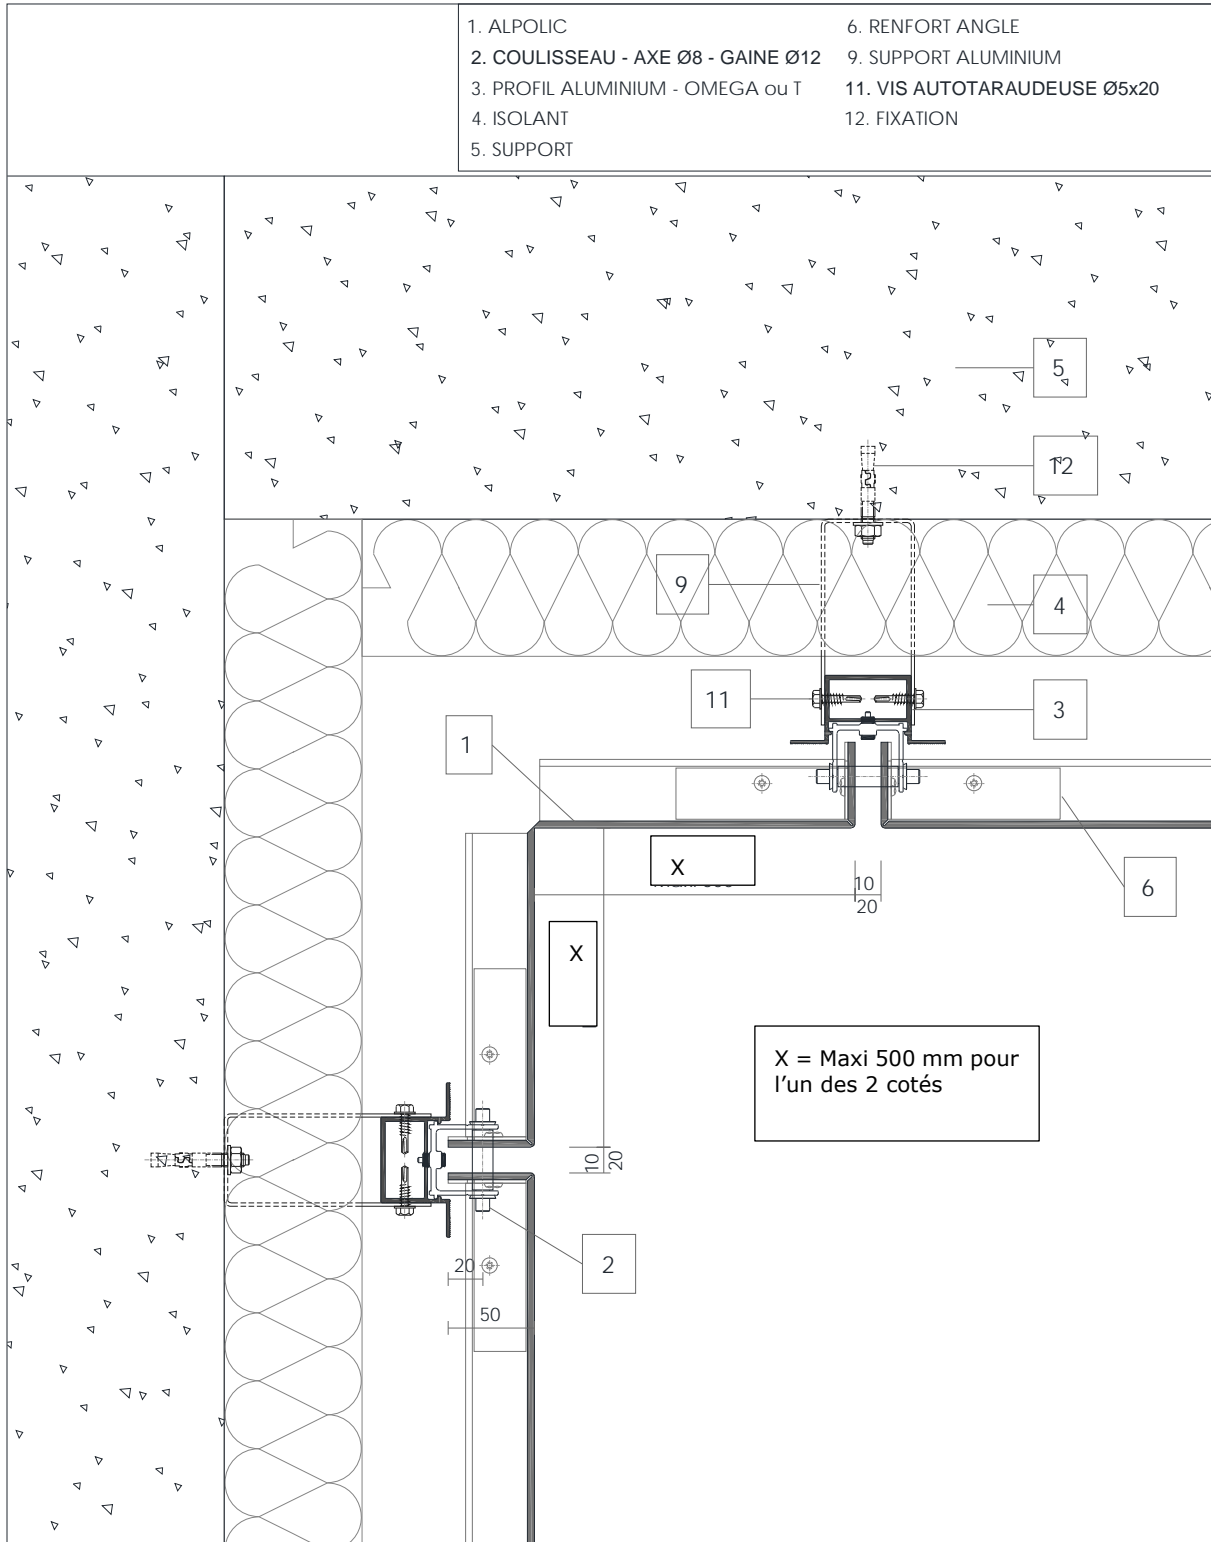 1. ALPOLIC
2. COULISSEAU - AXE Ø8 - GAINE Ø12
3. PROFIL ALUMINIUM - OMEGA ou T
4. ISOLANT
5. SUPPORT
6. RENFORT ANGLE
9. SUPPORT ALUMINIUM
11. VIS AUTOTARAUDEUSE Ø5x20
12. FIXATION
5
12
9
4
11
3
1
X
10
20
6
X
X = Maxi 500 mm pour
l'un des 2 cotés
10
20
20
2
50